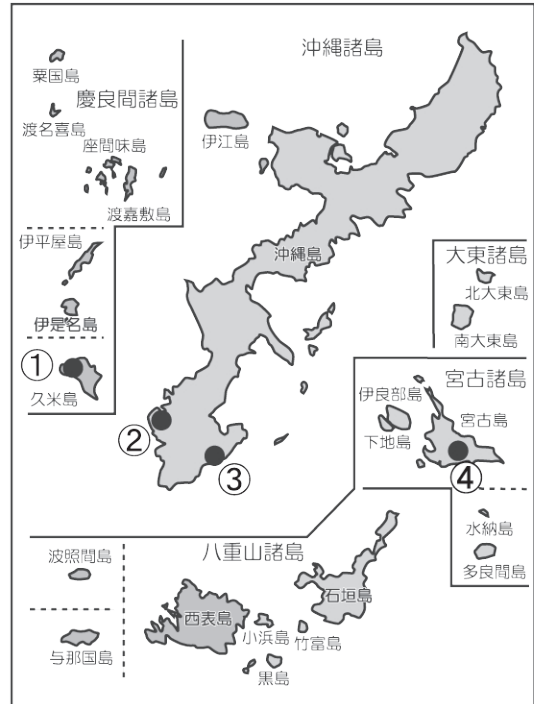 沖縄諸島
粟国島
慶良間諸島
渡名喜島
座間味島
渡嘉敷島
伊江島
伊平屋島
伊是名島
沖縄島
大東諸島
北大東島
南大東島
①
久米島
宮古諸島
伊良部島
宮古島
下地島
②
③
④
水納島
多良間島
八重山諸島
波照間島
石垣島
西表島
小浜島
竹富島
与那国島
黒島